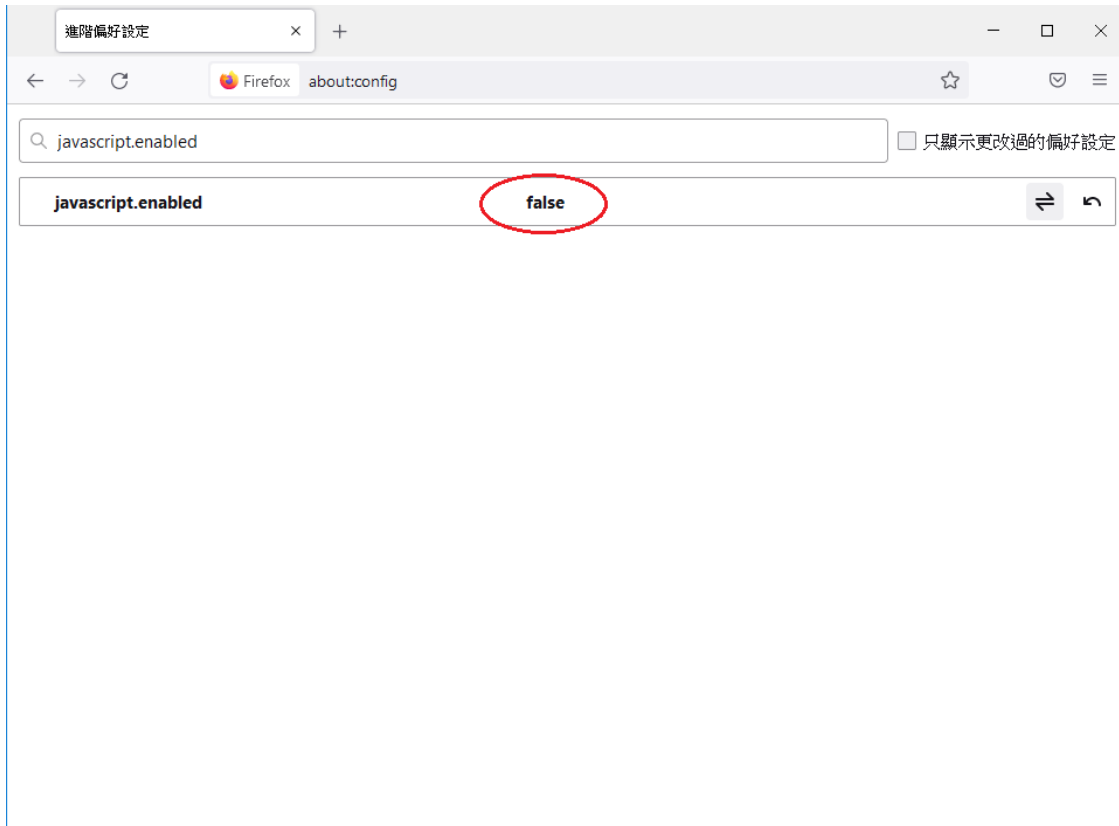 進階偏好設定
Firefox about:config
javascript.enabled
只顯示更改過的偏好設定
javascript.enabled false